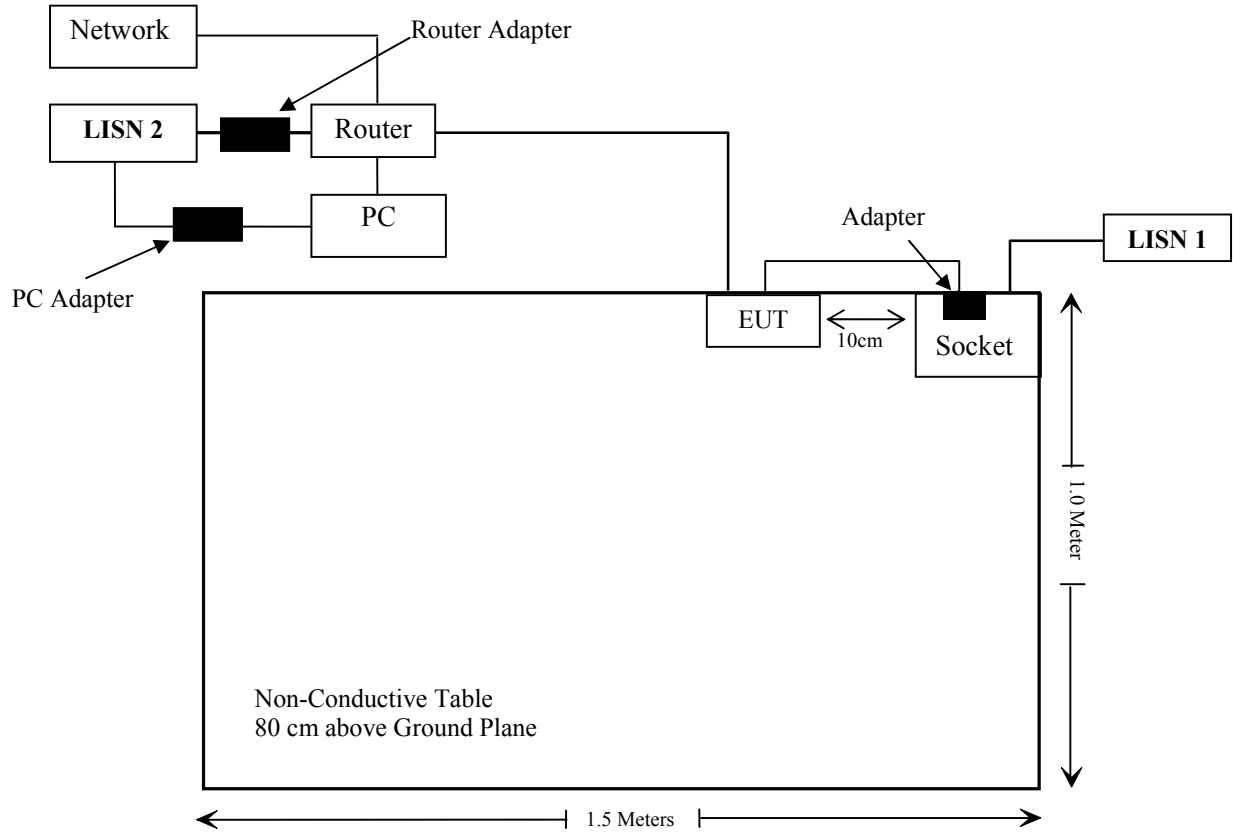 Network
Router Adapter
LISN 2
Router
PC
PC Adapter
Adapter
LISN 1
EUT
10cm
Socket
1.0 Meter
Non-Conductive Table
80 cm above Ground Plane
1.5 Meters